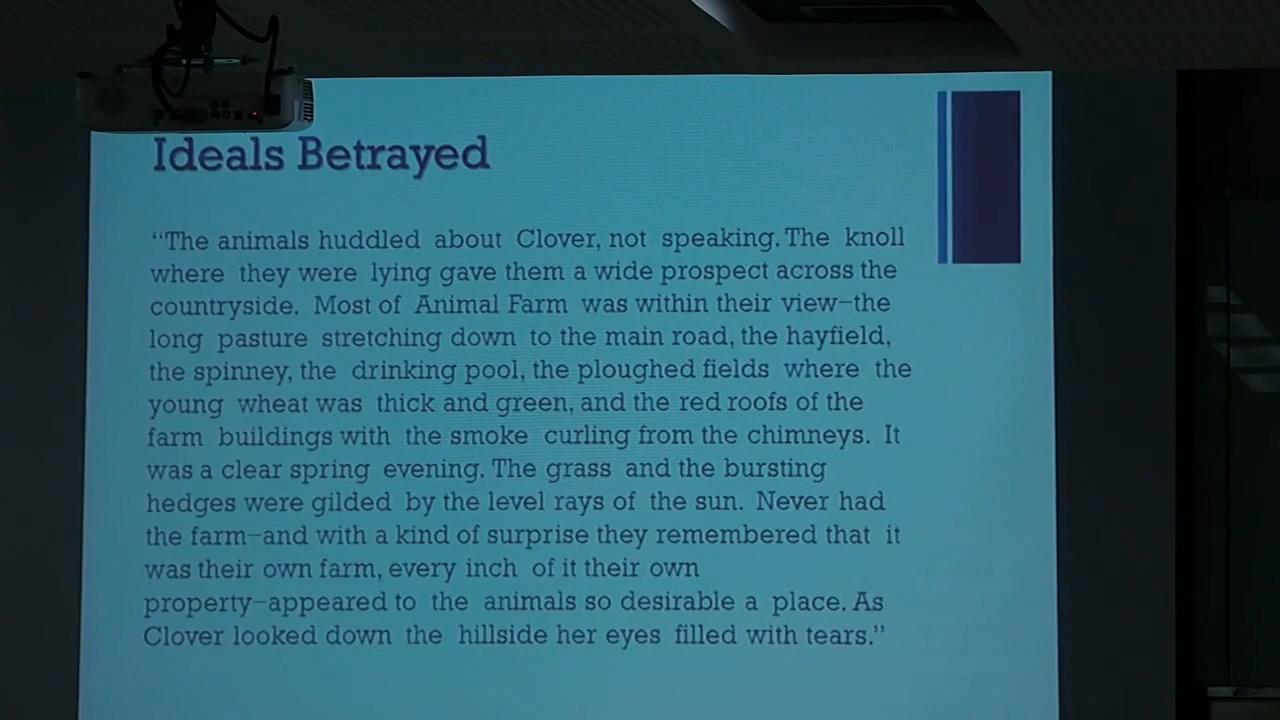 Ideals Betrayed
“The animals huddled about Clover, not speaking. The knoll
where they were lying gave them a wide prospect across the
countryside. Most of Animal Farm was within their view—the
long pasture stretching down to the main road, the hayfield,
the spinney, the drinking pool, the ploughed fields where the
young wheat was thick and green, and the red roofs of the
farm buildings with the smoke curling from the chimneys. It
was a clear spring evening. The grass and the bursting
hedges were gilded by the level rays of the sun. Never had
the farm—and with a kind of surprise they remembered that it
was their own farm, every inch of it their own
property—appeared to the animals so desirable a place. As
Clover looked down the hillside her eyes filled with tears.”